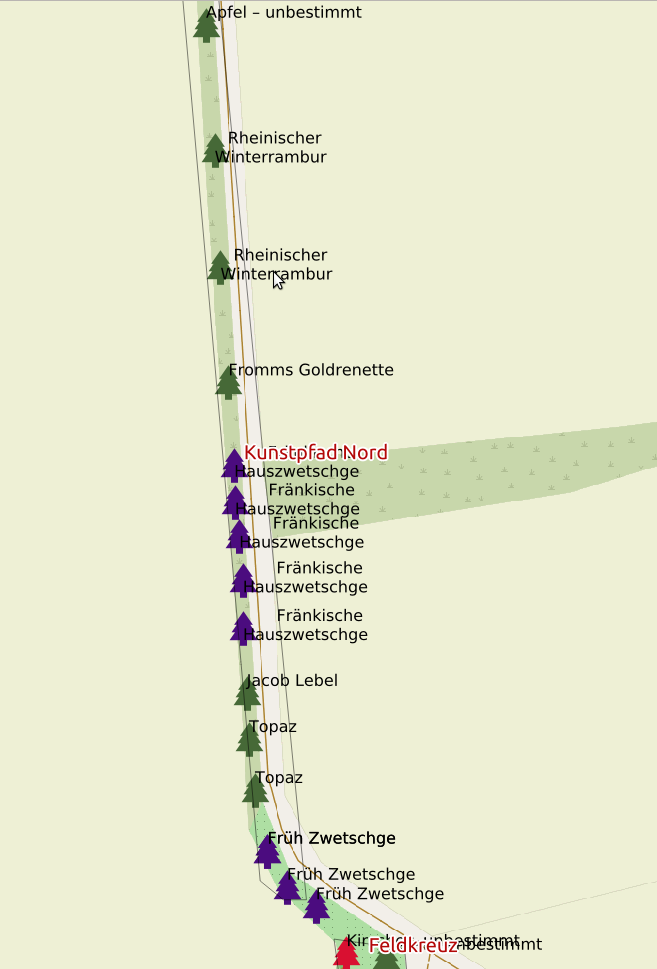 Apfel – unbestimmt
Rheinischer
Winterrambur
Rheinischer
Winterrambur
Fromms Goldrenette
Kunstpfad Nord
Hauszwetschge
Fränkische
Hauszwetschge
Fränkische
Hauszwetschge
Fränkische
Hauszwetschge
Fränkische
Hauszwetschge
Jacob Lebel
Topaz
Topaz
Früh Zwetschge
Früh Zwetschge
Früh Zwetschge
Feldkreuz